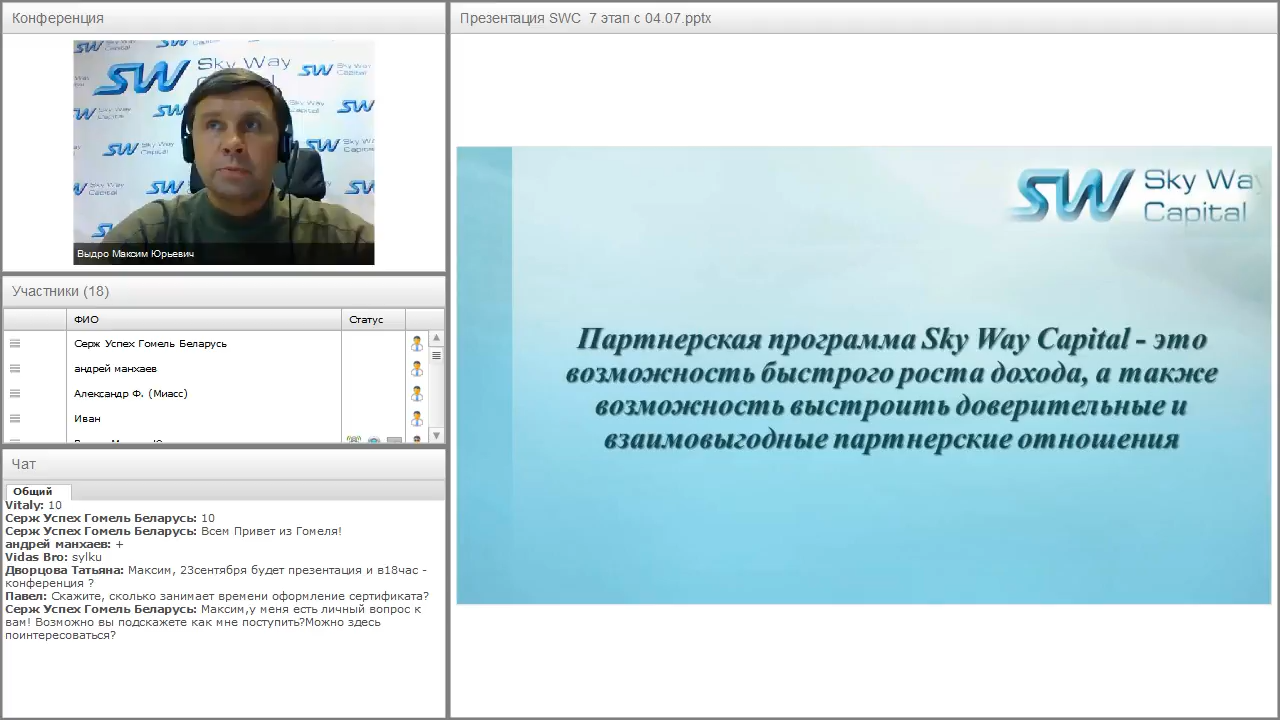 Конференция
Sky Way
Capital
Выдро Максим Юрьевич
Участники (18)
ФИО
Статус
Серж Успех Гомель Беларусь
андрей манхаев
Александр Ф. (Миасс)
Иван
Чат
Общий
Vitaly: 10
Серж Успех Гомель Беларусь: 10
Серж Успех Гомель Беларусь: Всем Привет из Гомеля!
андрей манхаев: +
Vidas Bro: sylku
Дворцова Татьяна: Максим, 23сентября будет презентация и в18час -
конференция ?
Павел: Скажите, сколько занимает времени оформление сертификата?
Серж Успех Гомель Беларусь: Максим,у меня есть личный вопрос к
вам! Возможно вы подскажете как мне поступить?Можно здесь
поинтересоваться?
Презентация SWC 7 этап с 04.07.pptx
SW Sky Way
Capital
Партнерская программа Sky Way Capital - это
возможность быстрого роста дохода, а также
возможность выстроить доверительные и
взаимовыгодные партнерские отношения